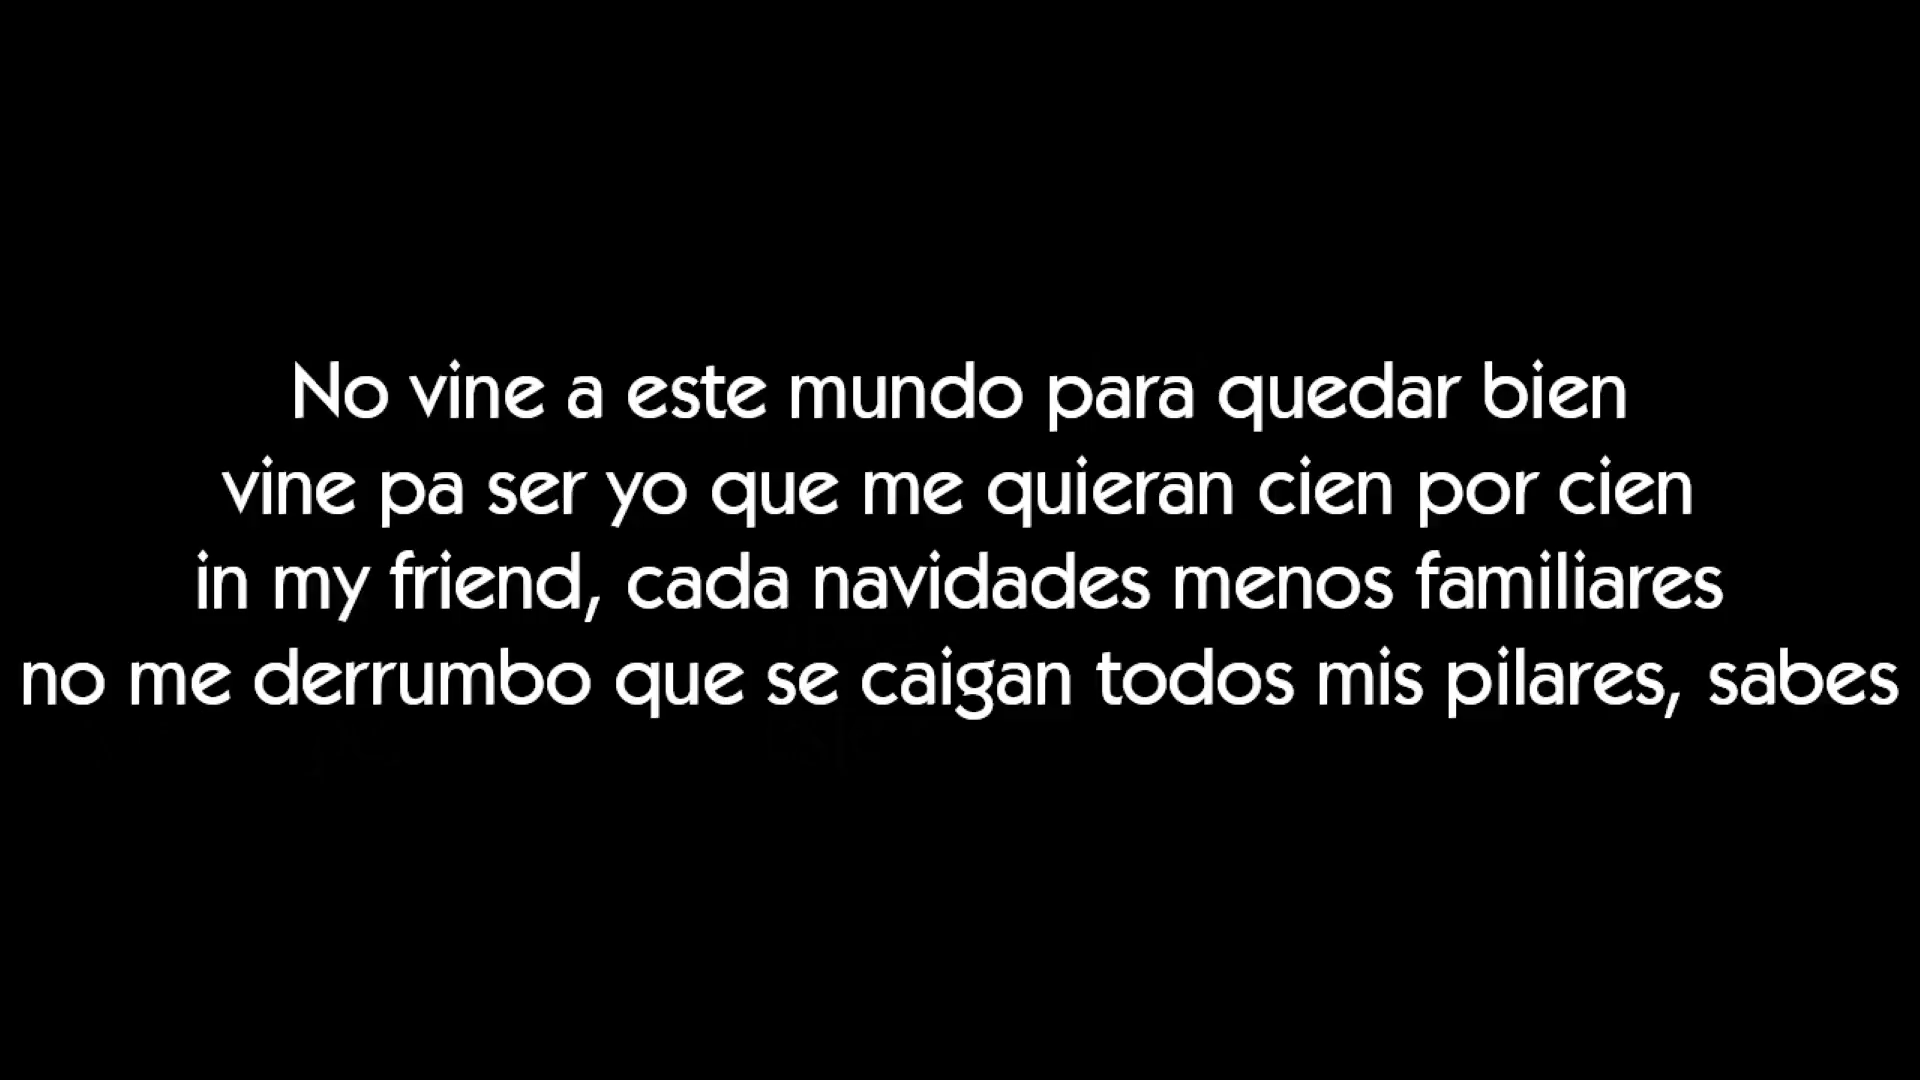 No vine a este mundo para quedar bien
vine pa ser yo que me quieran cien por cien
in my friend, cada navidades menos familiares
no me derrumbo que se caigan todos mis pilares, sabes